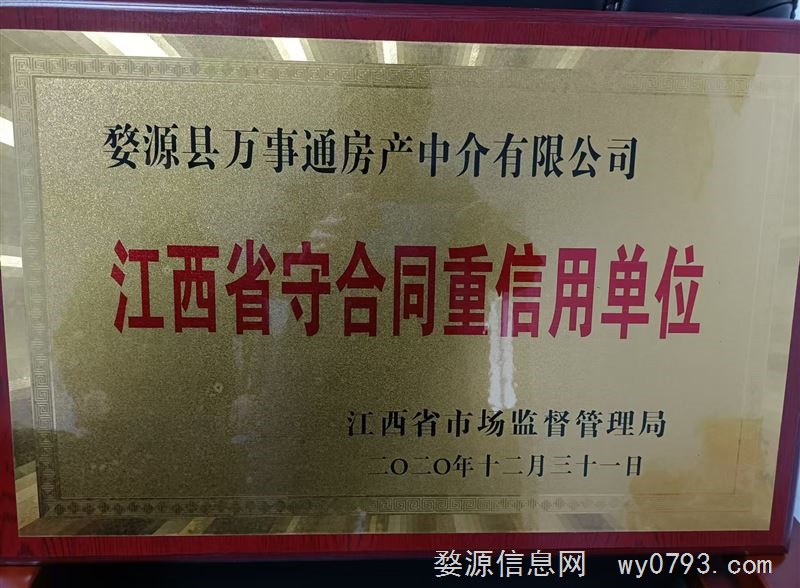 婺源县万事通房产中介有限公司
江西省守合同重信用单位
江西省市场监督管理局
二〇二〇年十二月三十一日
婺源信息网 wy0793.com